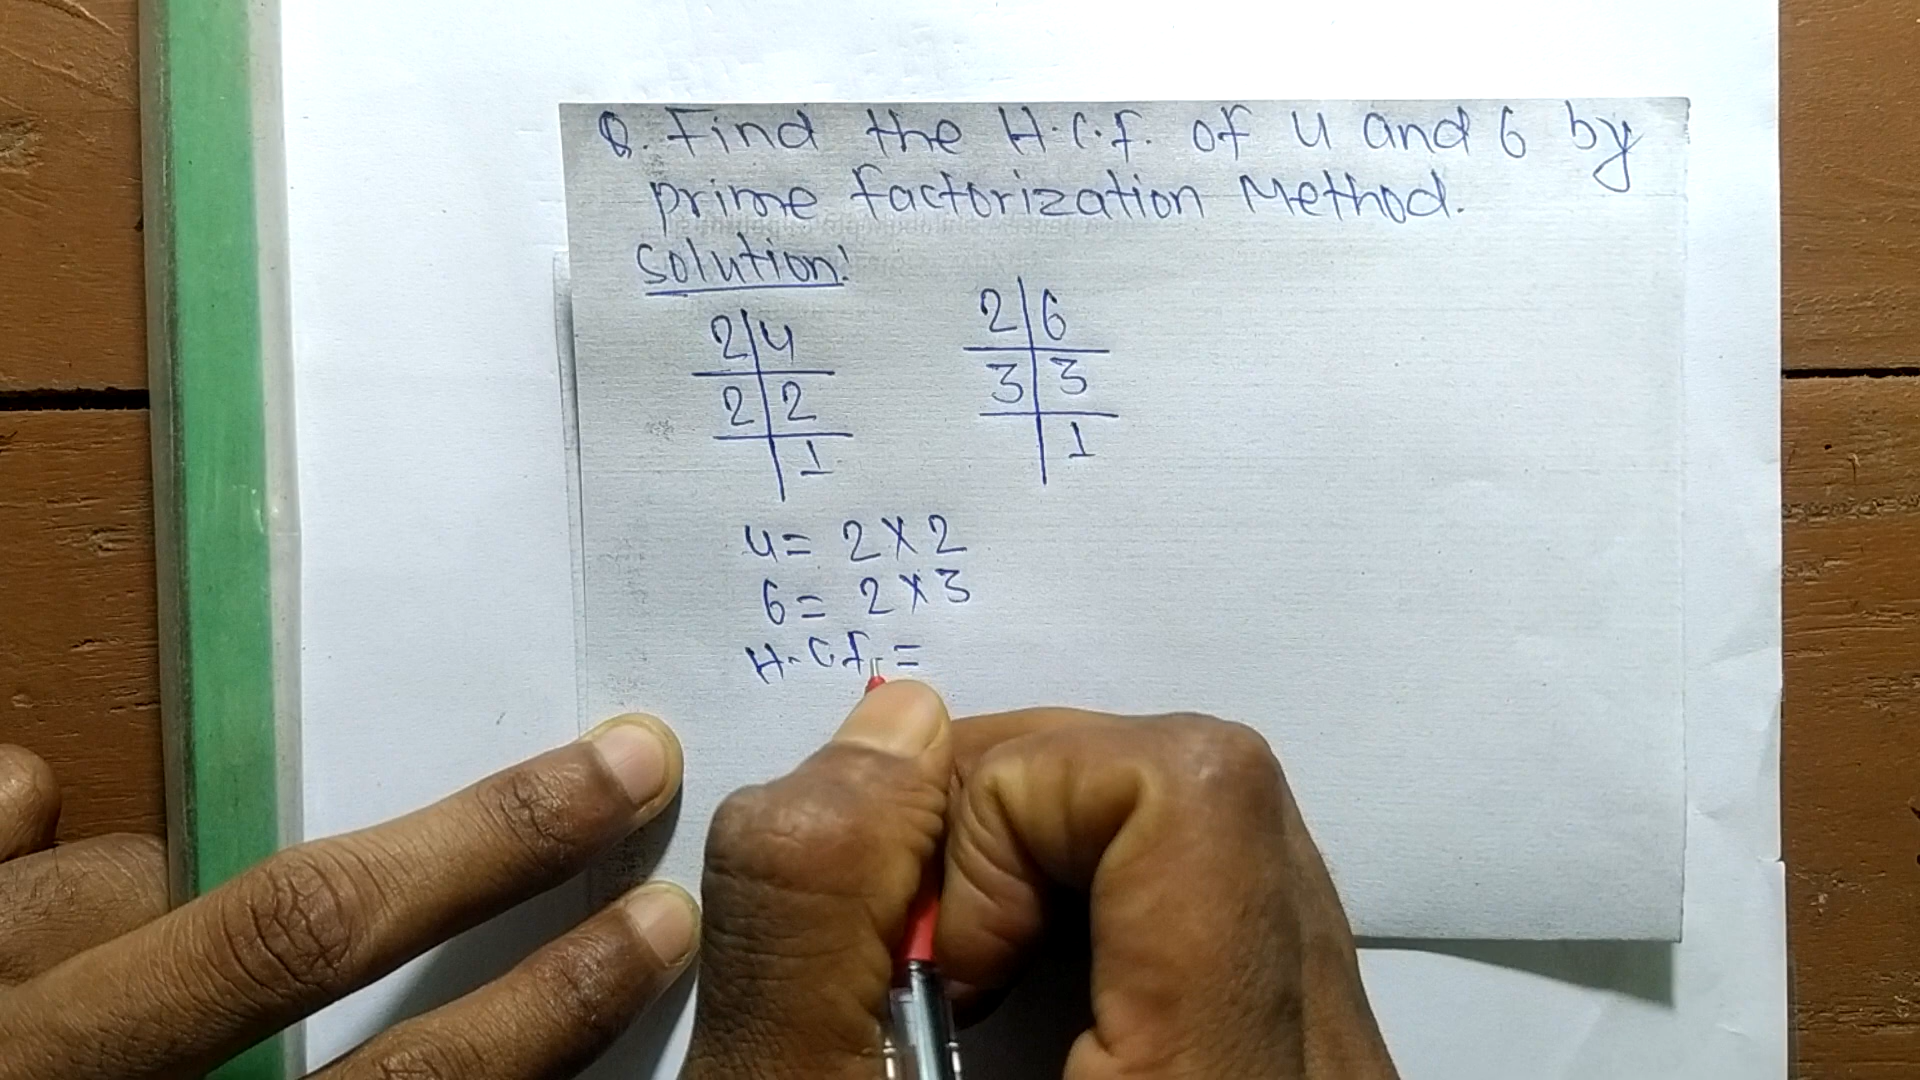 Q. Find the H.C.F. of 4 and 6 by
prime factorization Method.
Solution:
2|4
2|2
1
2|6
3|3
1
4= 2×2
6= 2×3
H.C.F. =